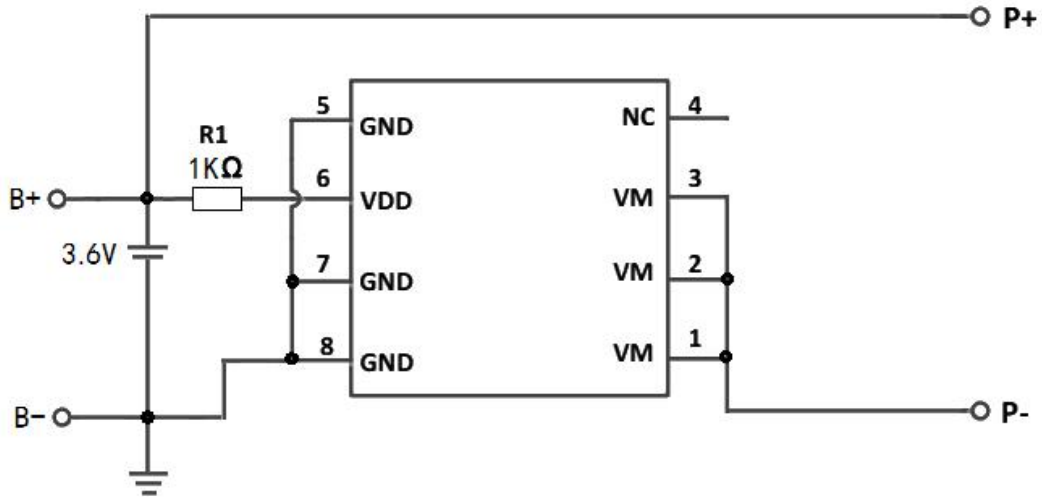 P+
5
GND
NC
4
R1
1KΩ
6
VDD
3
VM
B+
3.6V
7
GND
2
VM
8
GND
1
VM
B−
P-